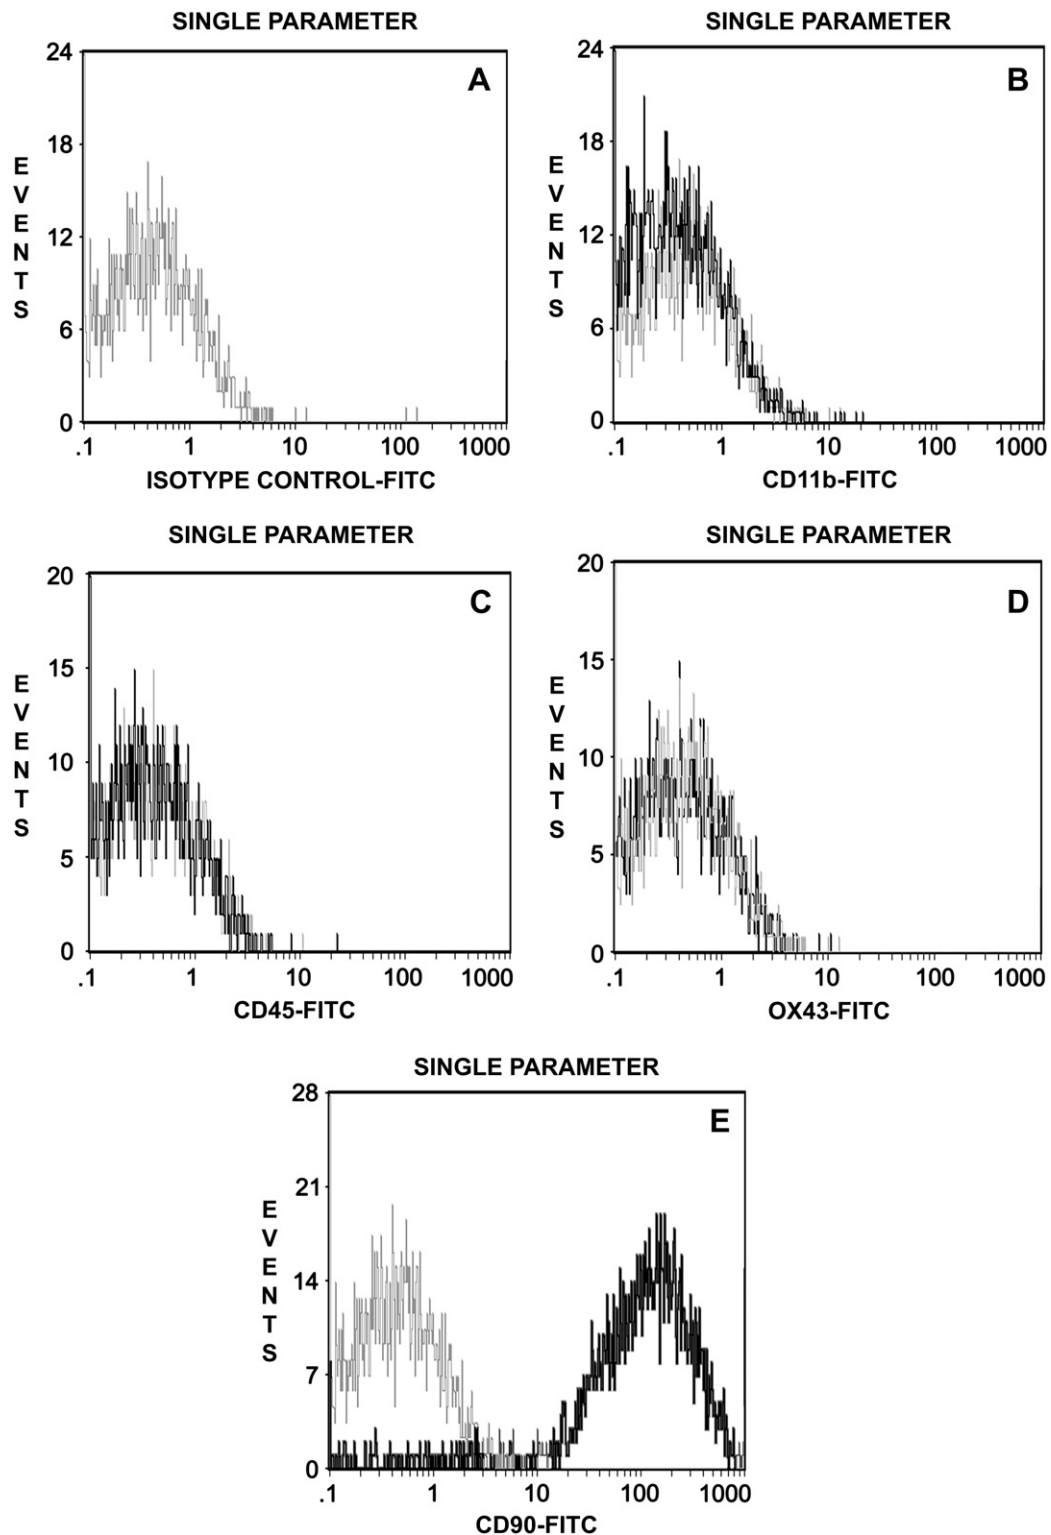 SINGLE PARAMETER
A
EVENTS
24
18
12
6
0
.1 1 10 100 1000
ISOTYPE CONTROL-FITC
SINGLE PARAMETER
B
EVENTS
24
18
12
6
0
.1 1 10 100 1000
CD11b-FITC
SINGLE PARAMETER
C
EVENTS
20
15
10
5
0
.1 1 10 100 1000
CD45-FITC
SINGLE PARAMETER
D
EVENTS
20
15
10
5
0
.1 1 10 100 1000
OX43-FITC
SINGLE PARAMETER
E
EVENTS
28
21
14
7
0
.1 1 10 100 1000
CD90-FITC